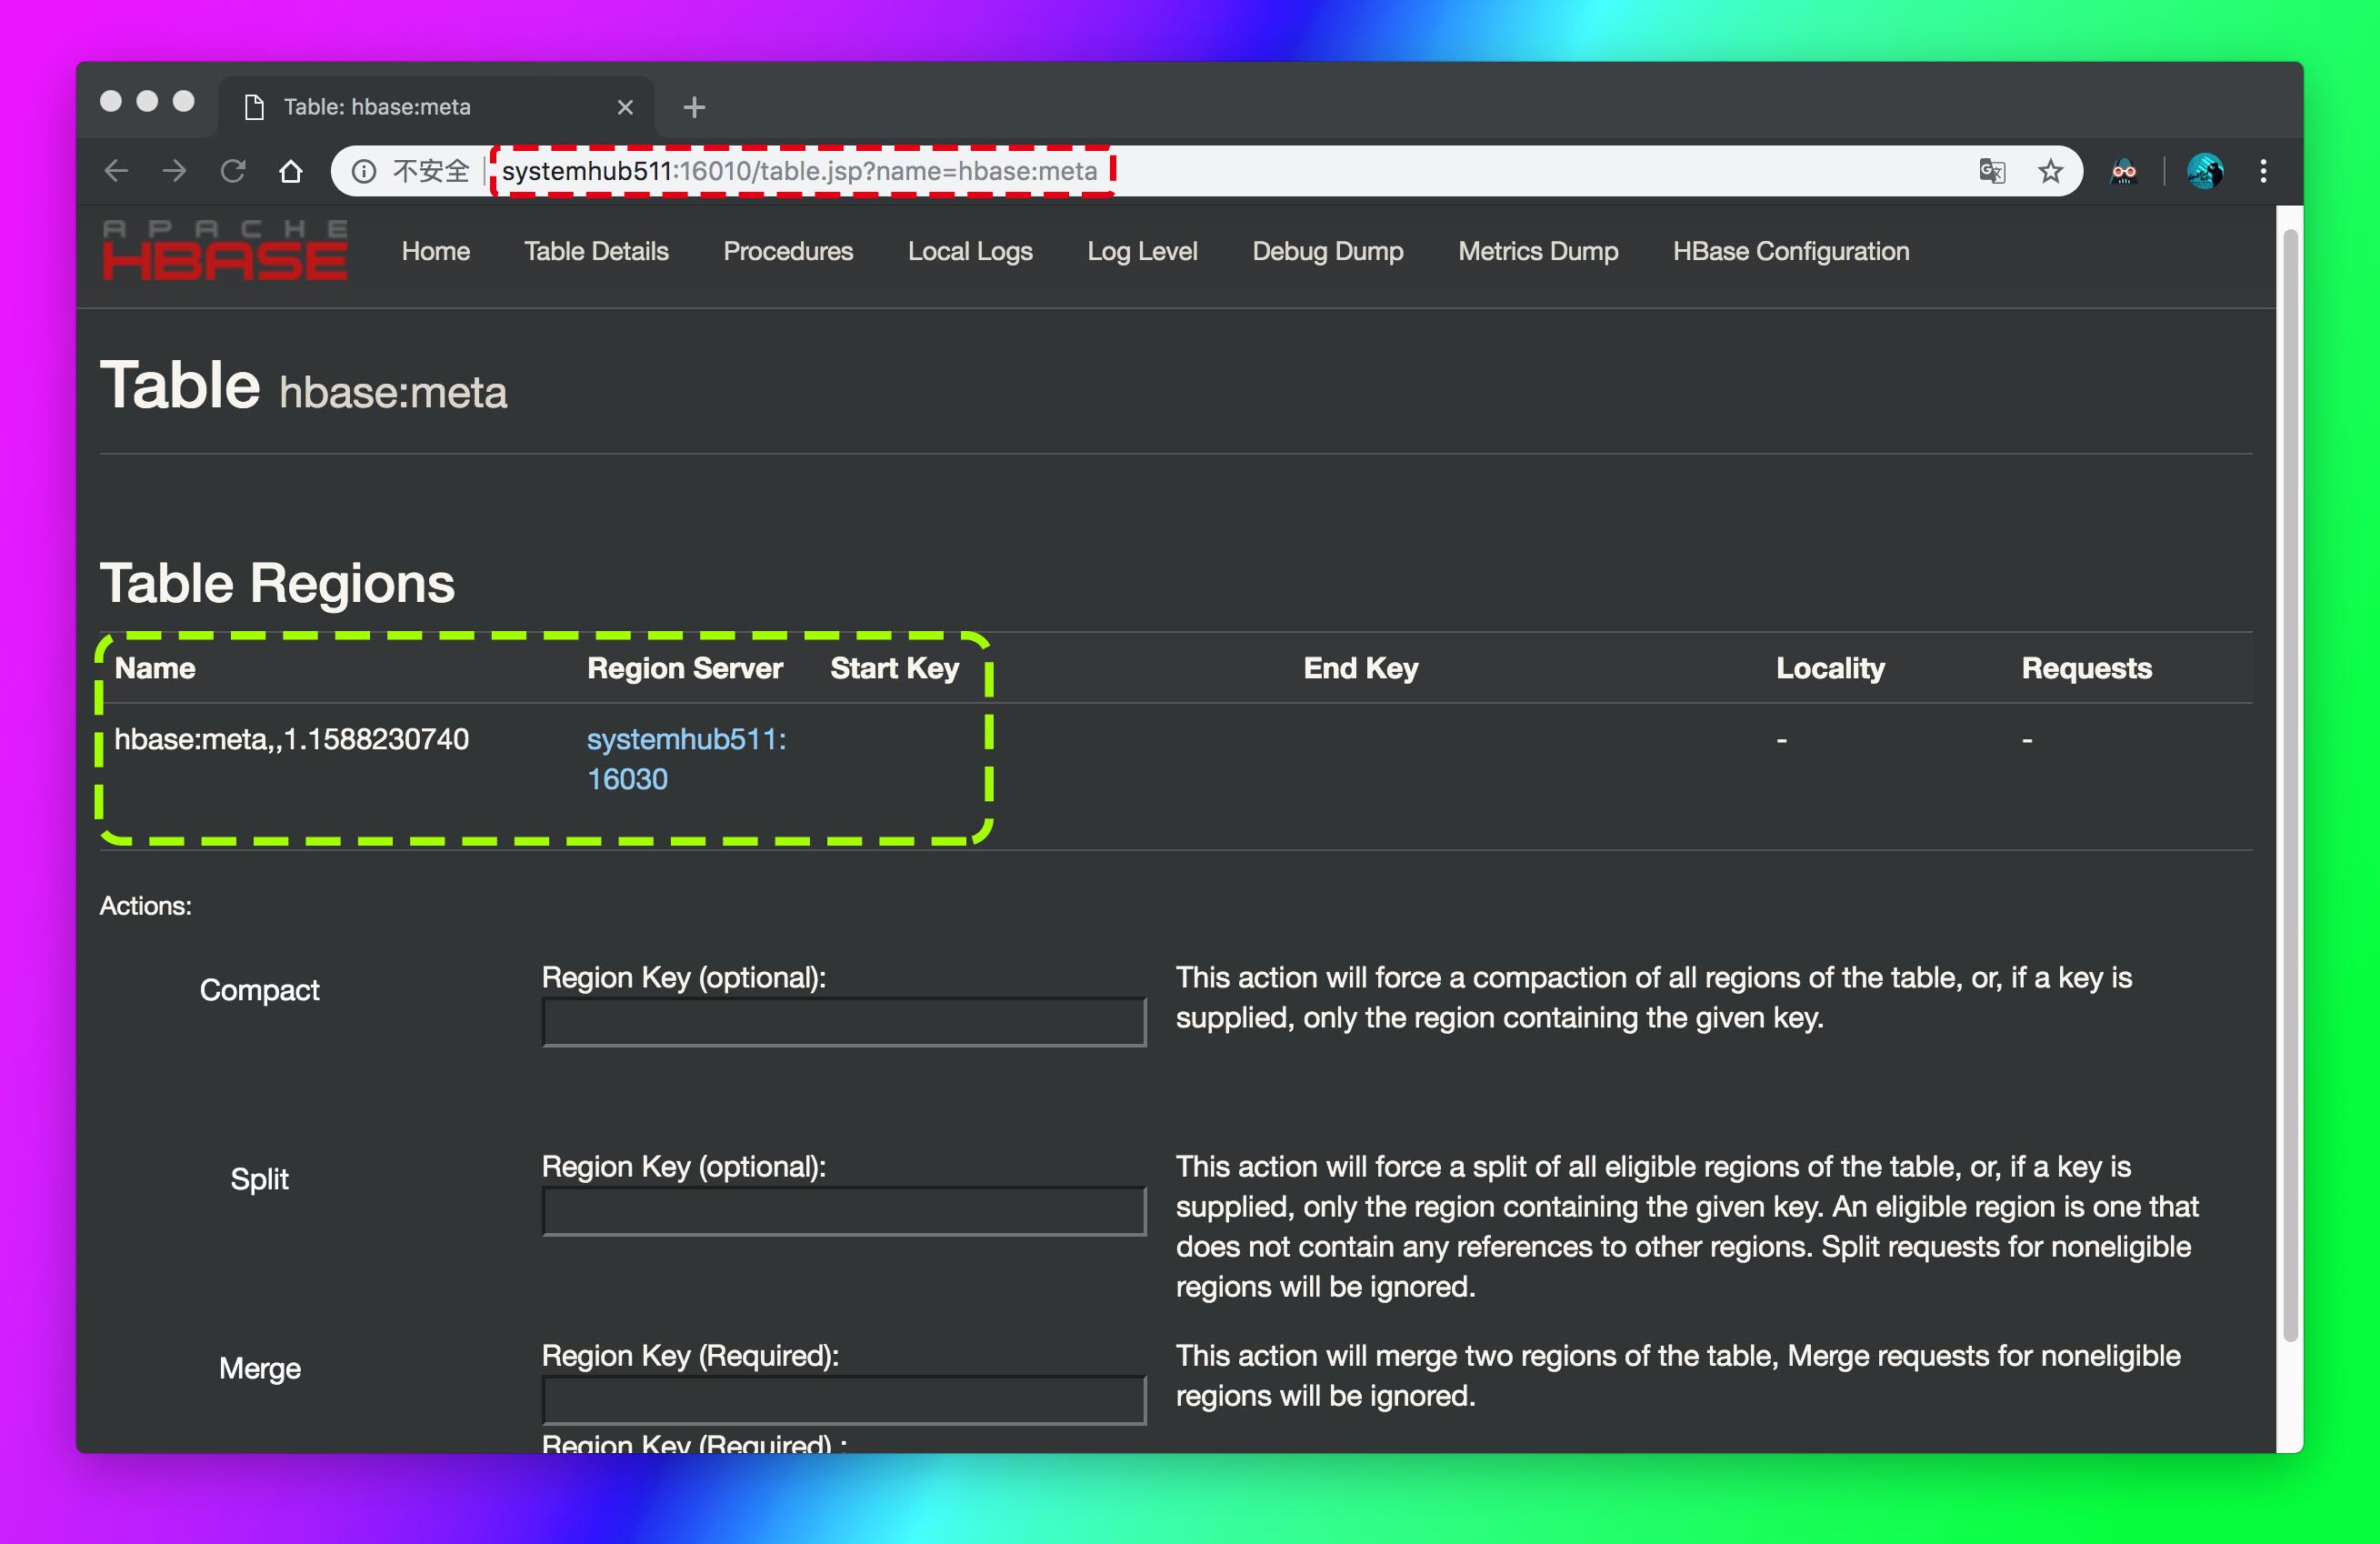 Table: hbase:meta
不安全 systemhub511:16010/table.jsp?name=hbase:meta
APACHE
HBASE
Home Table Details Procedures Local Logs Log Level Debug Dump Metrics Dump HBase Configuration
Table hbase:meta
Table Regions
Name Region Server Start Key End Key Locality Requests
hbase:meta,,1.1588230740 systemhub511: - -
16030
Actions:
Compact
Region Key (optional):
This action will force a compaction of all regions of the table, or, if a key is
supplied, only the region containing the given key.
Split
Region Key (optional):
This action will force a split of all eligible regions of the table, or, if a key is
supplied, only the region containing the given key. An eligible region is one that
does not contain any references to other regions. Split requests for noneligible
regions will be ignored.
Merge
Region Key (Required):
This action will merge two regions of the table, Merge requests for noneligible
regions will be ignored.
Region Key (Required) :